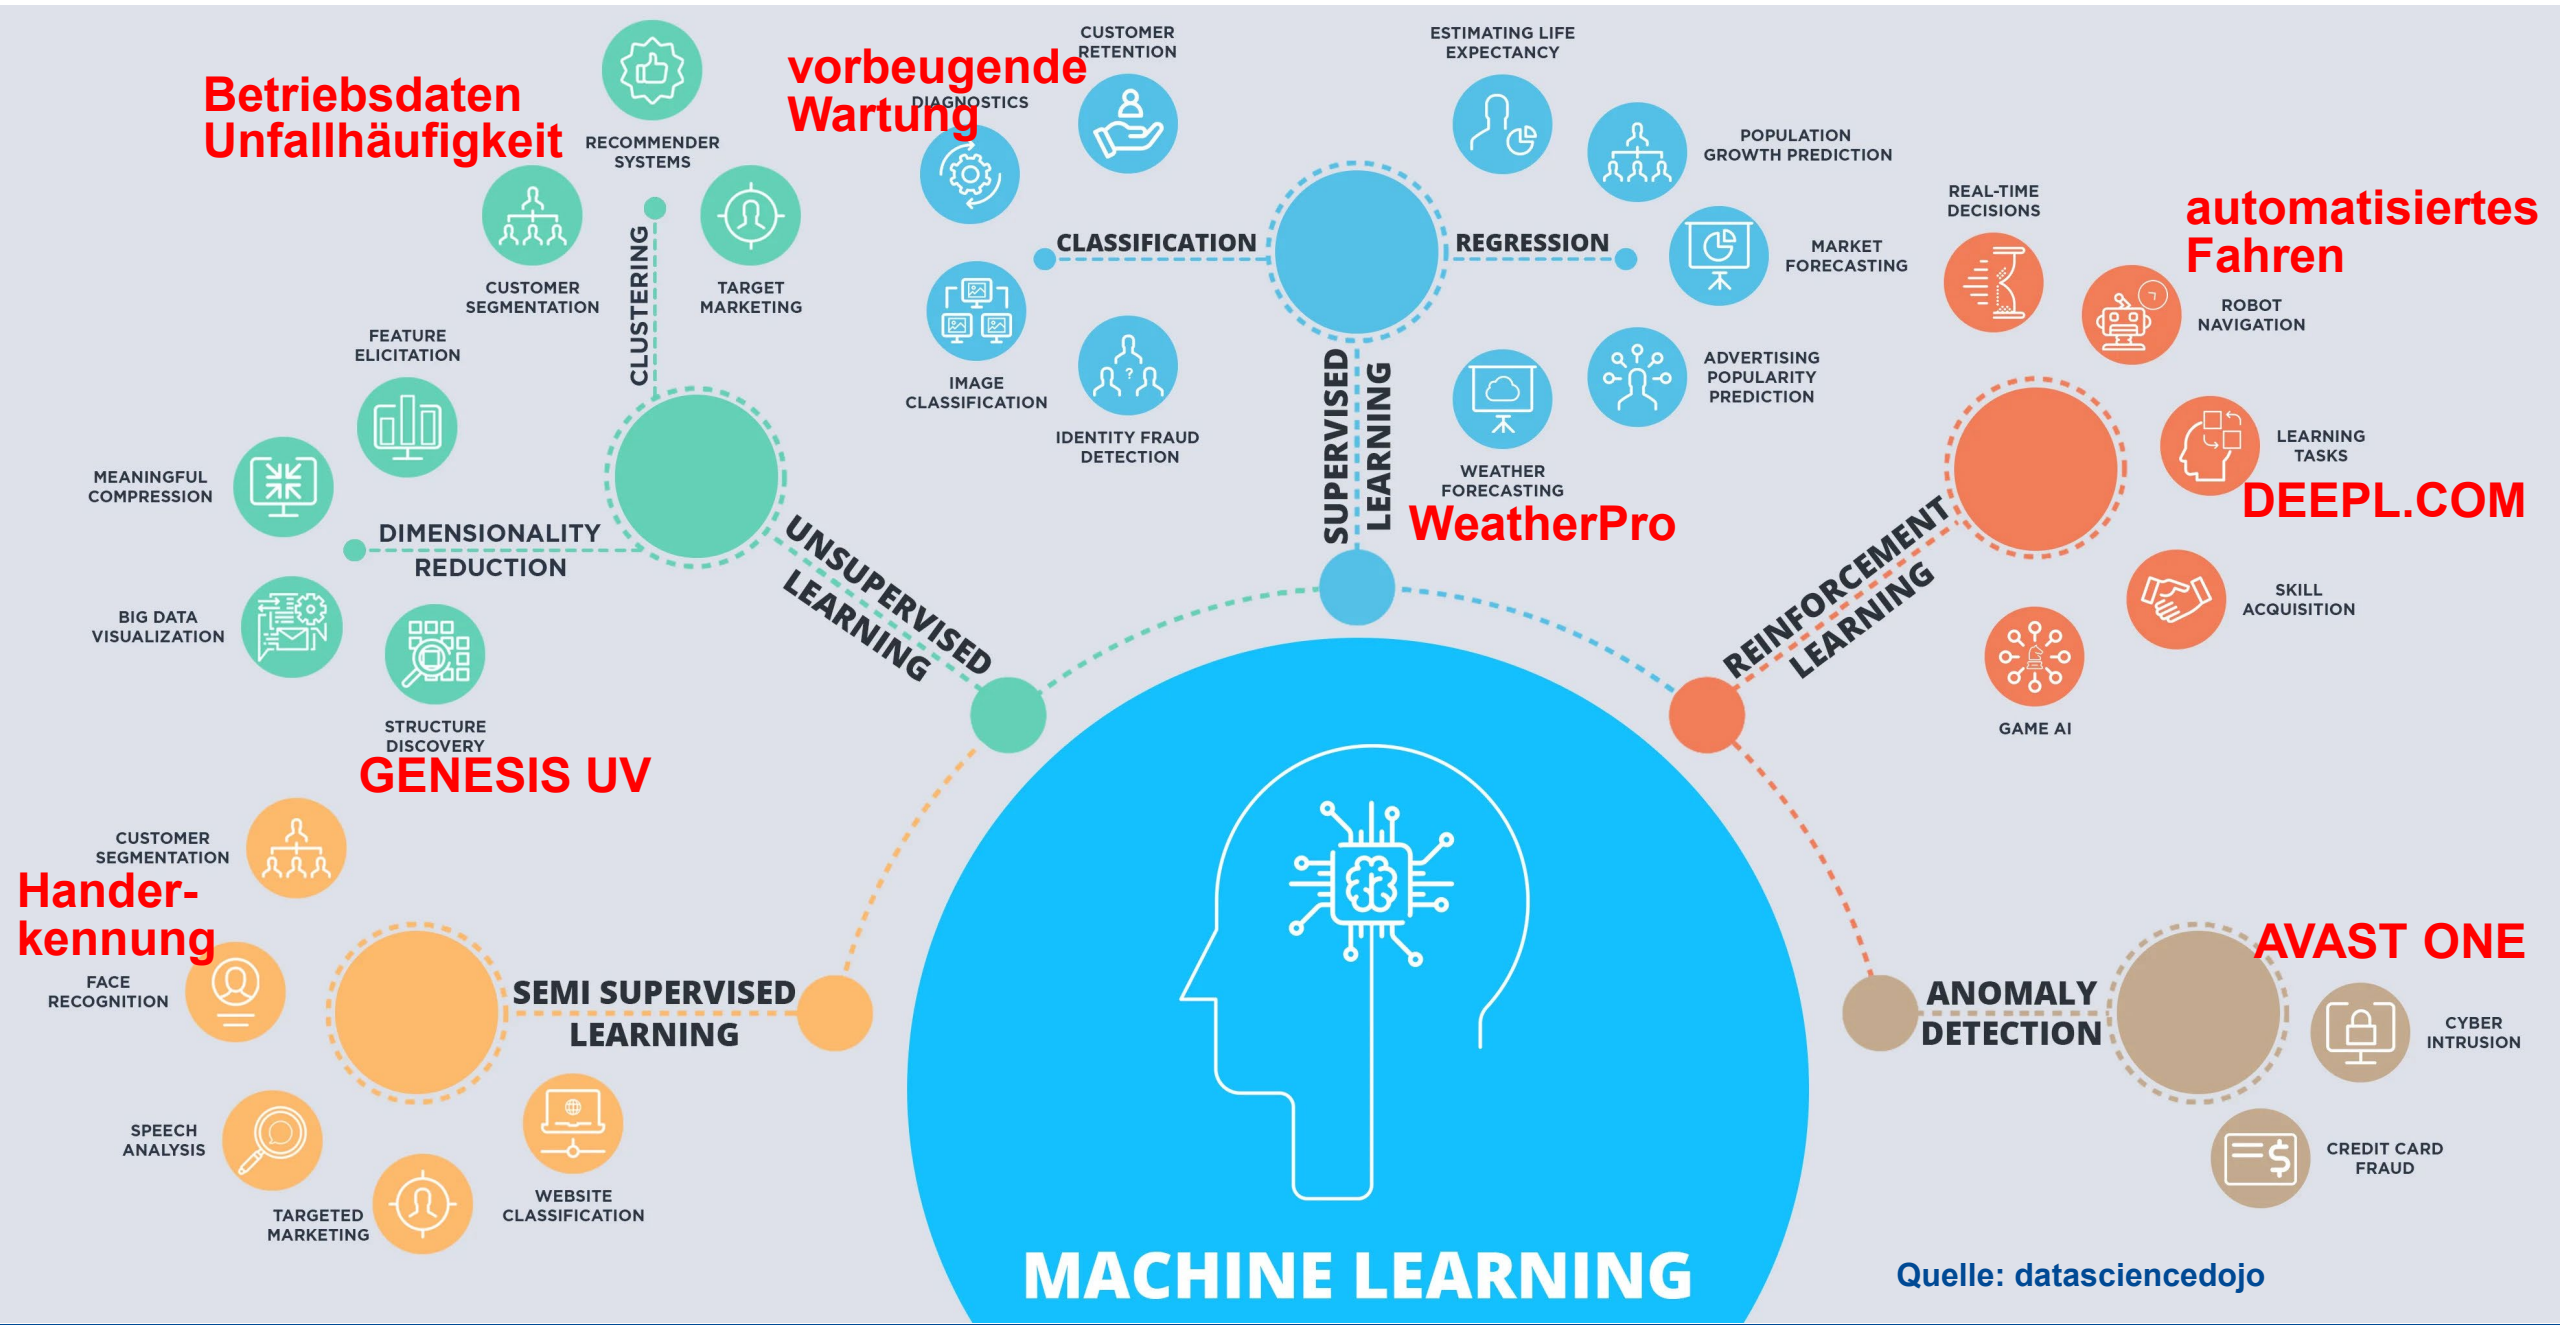 Betriebsdaten
Unfallhäufigkeit
RECOMMENDER
SYSTEMS
CUSTOMER
SEGMENTATION
TARGET
MARKETING
CLUSTERING
FEATURE
ELICITATION
MEANINGFUL
COMPRESSION
DIMENSIONALITY
REDUCTION
BIG DATA
VISUALIZATION
STRUCTURE
DISCOVERY
GENESIS UV
UNSUPERVISED
LEARNING
vorbeugende
Wartung
CUSTOMER
RETENTION
DIAGNOSTICS
CLASSIFICATION
IMAGE
CLASSIFICATION
IDENTITY FRAUD
DETECTION
SUPERVISED
LEARNING
ESTIMATING LIFE
EXPECTANCY
POPULATION
GROWTH PREDICTION
REGRESSION
MARKET
FORECASTING
ADVERTISING
POPULARITY
PREDICTION
WEATHER
FORECASTING
WeatherPro
REAL-TIME
DECISIONS
automatisiertes
Fahren
ROBOT
NAVIGATION
LEARNING
TASKS
DEEPL.COM
SKILL
ACQUISITION
GAME AI
REINFORCEMENT
LEARNING
CUSTOMER
SEGMENTATION
Hander-
kennung
FACE
RECOGNITION
SEMI SUPERVISED
LEARNING
SPEECH
ANALYSIS
TARGETED
MARKETING
WEBSITE
CLASSIFICATION
AVAST ONE
ANOMALY
DETECTION
CYBER
INTRUSION
CREDIT CARD
FRAUD
MACHINE LEARNING
Quelle: datasciencedojo